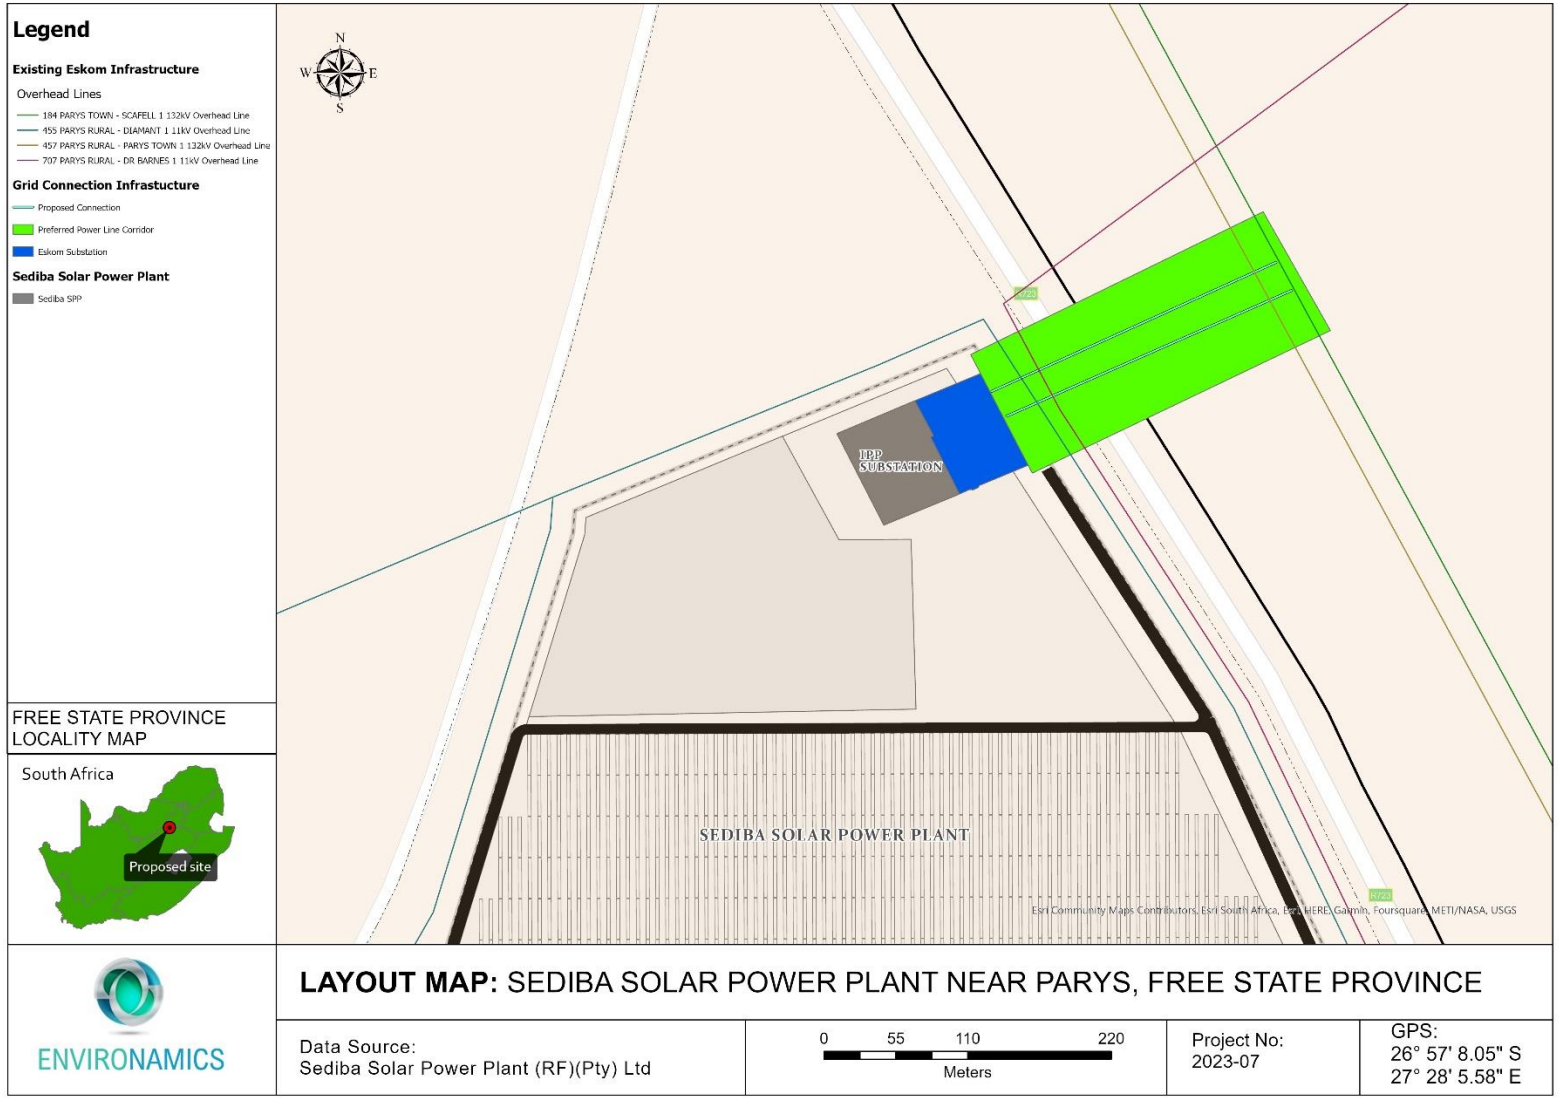 Legend
Existing Eskom Infrastructure
Overhead Lines
184 PARYS TOWN - SCAFELL 1 132kV Overhead Line
455 PARYS RURAL - DIAMANT 1 11kV Overhead Line
457 PARYS RURAL - PARYS TOWN 1 132kV Overhead Line
707 PARYS RURAL - DR BARNES 1 11kV Overhead Line
Grid Connection Infrastucture
Proposed Connection
Preferred Power Line Corridor
Eskom Substation
Sediba Solar Power Plant
Sediba SPP
N
W
E
S
R723
IPP
SUBSTATION
SEDIBA SOLAR POWER PLANT
R723
Esri Community Maps Contributors, Esri South Africa, Esri, HERE, Garmin, Foursquare, METI/NASA, USGS
FREE STATE PROVINCE
LOCALITY MAP
South Africa
Proposed site
ENVIRONAMICS
LAYOUT MAP: SEDIBA SOLAR POWER PLANT NEAR PARYS, FREE STATE PROVINCE
Data Source:
Sediba Solar Power Plant (RF)(Pty) Ltd
0 55 110 220
Meters
Project No:
2023-07
GPS:
26° 57' 8.05" S
27° 28' 5.58" E